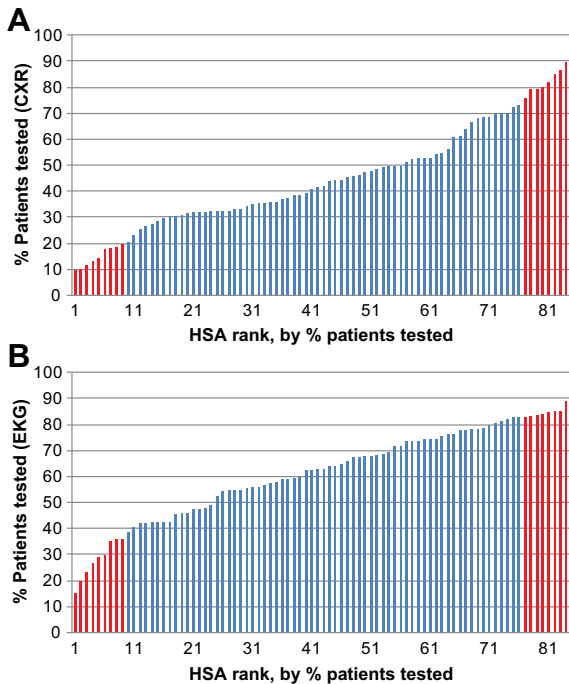 A
% Patients tested (CXR)
100
90
80
70
60
50
40
30
20
10
0
1 11 21 31 41 51 61 71 81
HSA rank, by % patients tested
B
% Patients tested (EKG)
100
90
80
70
60
50
40
30
20
10
0
1 11 21 31 41 51 61 71 81
HSA rank, by % patients tested